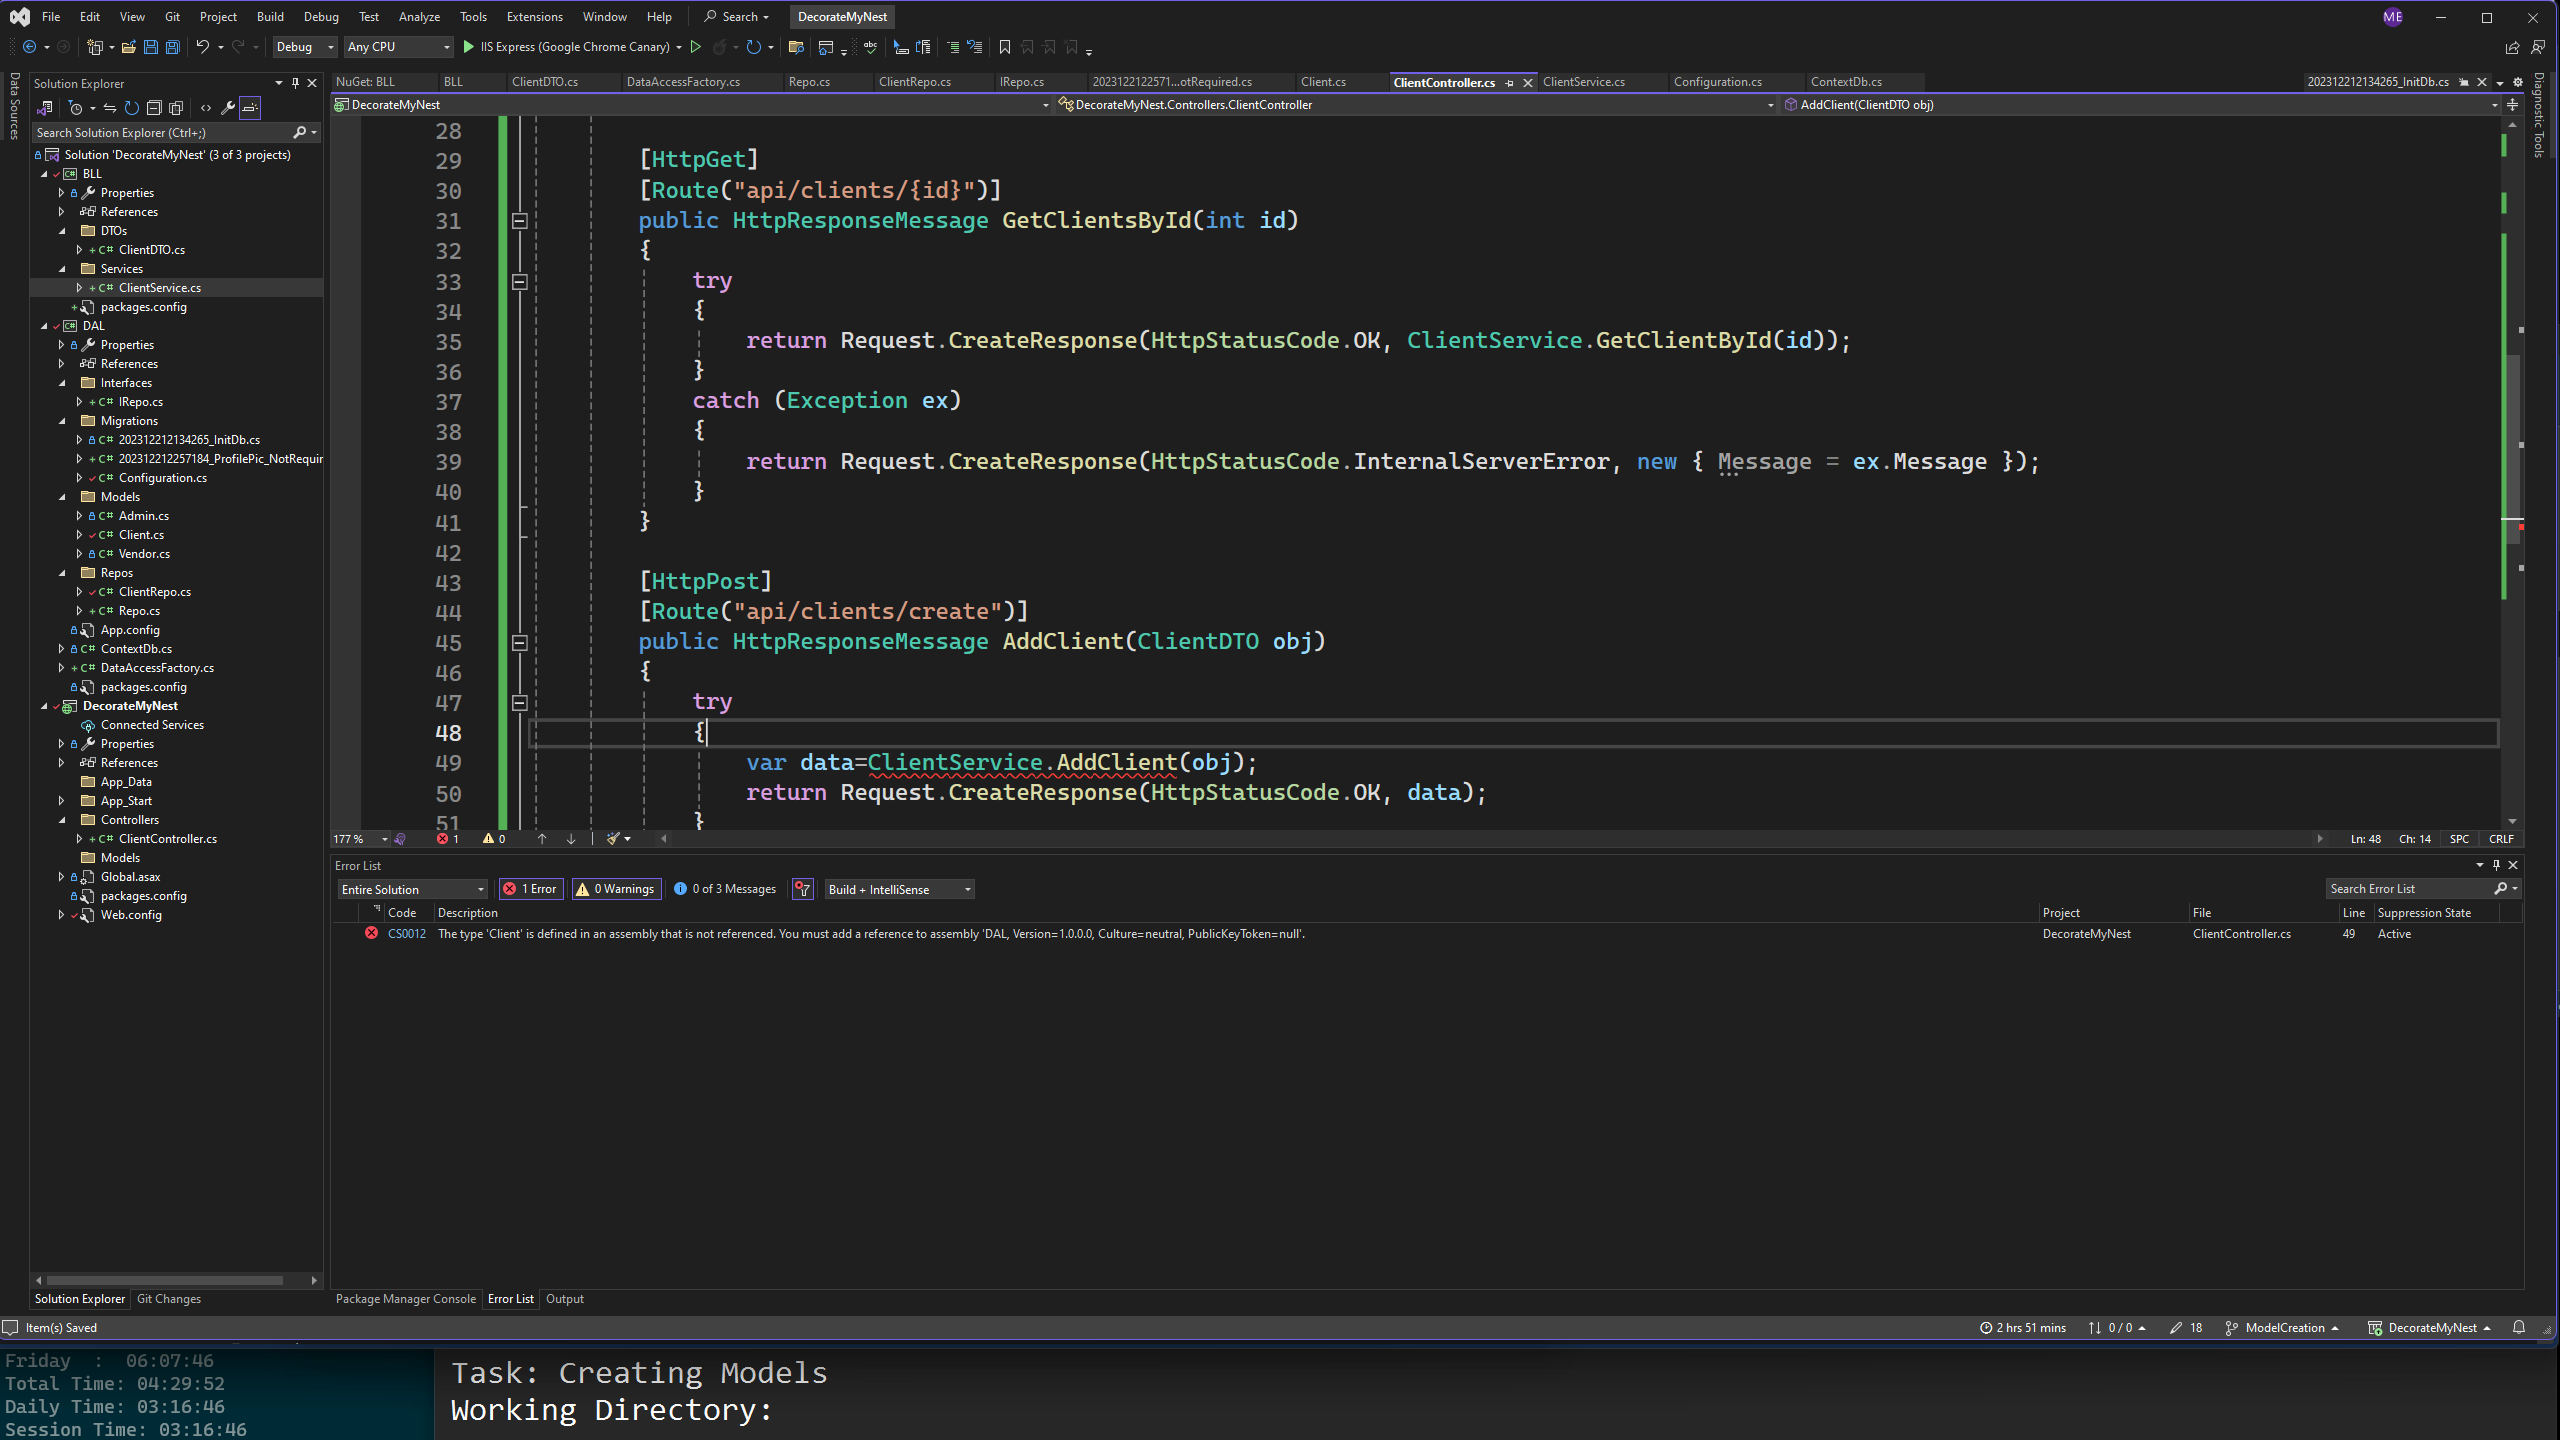 File Edit View Git Project Build Debug Test Analyze Tools Extensions Window Help Search DecorateMyNest ME
Debug Any CPU IIS Express (Google Chrome Canary)
Data Sources
Solution Explorer
Search Solution Explorer (Ctrl+;)
Solution 'DecorateMyNest' (3 of 3 projects)
BLL
Properties
References
DTOs
C# ClientDTO.cs
Services
C# ClientService.cs
packages.config
DAL
Properties
References
Interfaces
C# IRepo.cs
Migrations
C# 202312212134265_InitDb.cs
C# 202312212257184_ProfilePic_NotRequir
C# Configuration.cs
Models
C# Admin.cs
C# Client.cs
C# Vendor.cs
Repos
C# ClientRepo.cs
C# Repo.cs
App.config
C# ContextDb.cs
C# DataAccessFactory.cs
packages.config
DecorateMyNest
Connected Services
Properties
References
App_Data
App_Start
Controllers
C# ClientController.cs
Models
Global.asax
packages.config
Web.config
Solution Explorer Git Changes
NuGet: BLL BLL ClientDTO.cs DataAccessFactory.cs Repo.cs ClientRepo.cs IRepo.cs 2023122122571...otRequired.cs Client.cs ClientController.cs ClientService.cs Configuration.cs ContextDb.cs 202312212134265_InitDb.cs
DecorateMyNest DecorateMyNest.Controllers.ClientController AddClient(ClientDTO obj)
Diagnostic Tools
28
29 [HttpGet]
30 [Route("api/clients/{id}")]
31 public HttpResponseMessage GetClientsById(int id)
32 {
33 try
34 {
35 return Request.CreateResponse(HttpStatusCode.OK, ClientService.GetClientById(id));
36 }
37 catch (Exception ex)
38 {
39 return Request.CreateResponse(HttpStatusCode.InternalServerError, new { Message = ex.Message });
40 }
41 }
42
43 [HttpPost]
44 [Route("api/clients/create")]
45 public HttpResponseMessage AddClient(ClientDTO obj)
46 {
47 try
48 {
49 var data=ClientService.AddClient(obj);
50 return Request.CreateResponse(HttpStatusCode.OK, data);
51 }
177 % 1 0 Ln: 48 Ch: 14 SPC CRLF
Error List
Entire Solution 1 Error 0 Warnings 0 of 3 Messages Build + IntelliSense Search Error List
Code Description Project File Line Suppression State
CS0012 The type 'Client' is defined in an assembly that is not referenced. You must add a reference to assembly 'DAL, Version=1.0.0.0, Culture=neutral, PublicKeyToken=null'. DecorateMyNest ClientController.cs 49 Active
Package Manager Console Error List Output
Item(s) Saved 2 hrs 51 mins 0 / 0 18 ModelCreation DecorateMyNest
Friday : 06:07:46
Total Time: 04:29:52
Daily Time: 03:16:46
Session Time: 03:16:46
Task: Creating Models
Working Directory: